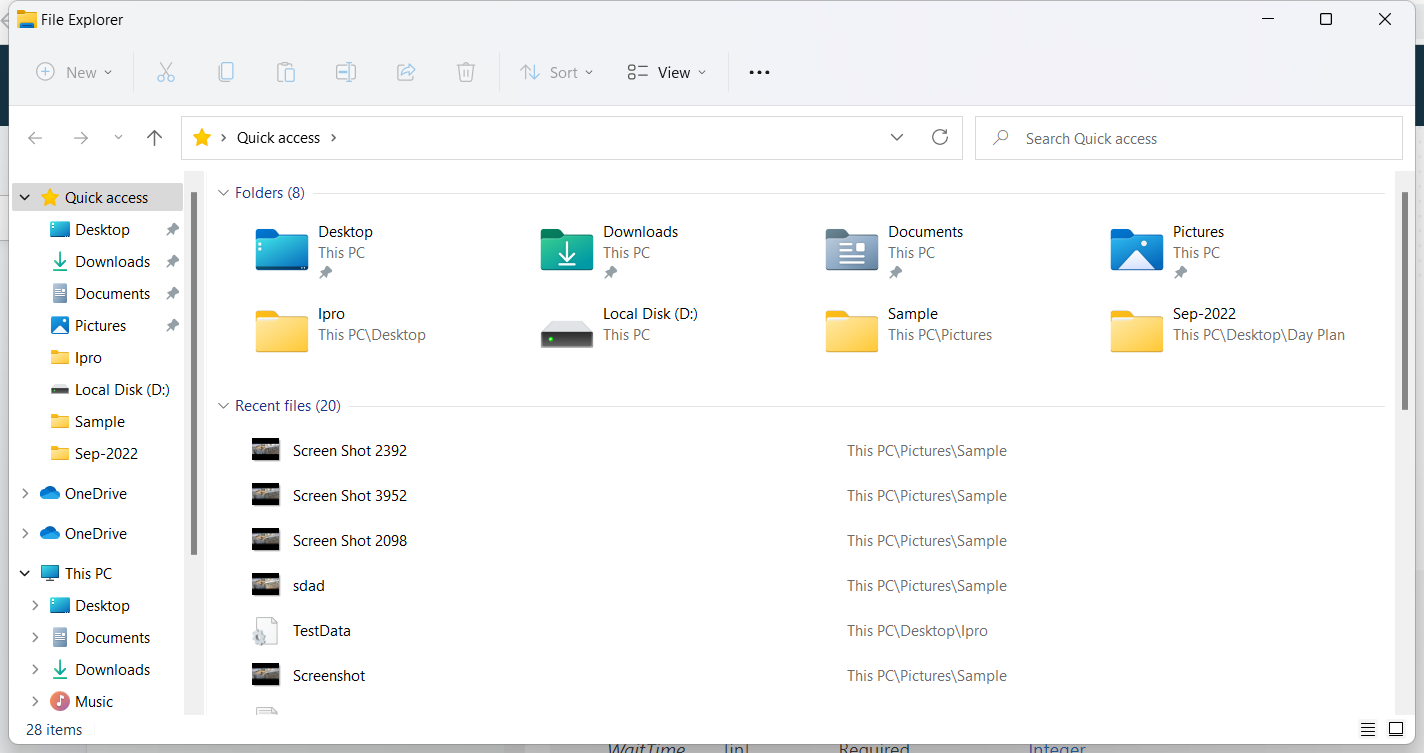 File Explorer
New
Sort
View
Quick access
Search Quick access
Quick access
Desktop
Downloads
Documents
Pictures
Ipro
Local Disk (D:)
Sample
Sep-2022
OneDrive
OneDrive
This PC
Desktop
Documents
Downloads
Music
Folders (8)
Desktop
This PC
Downloads
This PC
Documents
This PC
Pictures
This PC
Ipro
This PC\Desktop
Local Disk (D:)
This PC
Sample
This PC\Pictures
Sep-2022
This PC\Desktop\Day Plan
Recent files (20)
Screen Shot 2392 This PC\Pictures\Sample
Screen Shot 3952 This PC\Pictures\Sample
Screen Shot 2098 This PC\Pictures\Sample
sdad This PC\Pictures\Sample
TestData This PC\Desktop\Ipro
Screenshot This PC\Pictures\Sample
28 items
WaitTime [in] Required Integer